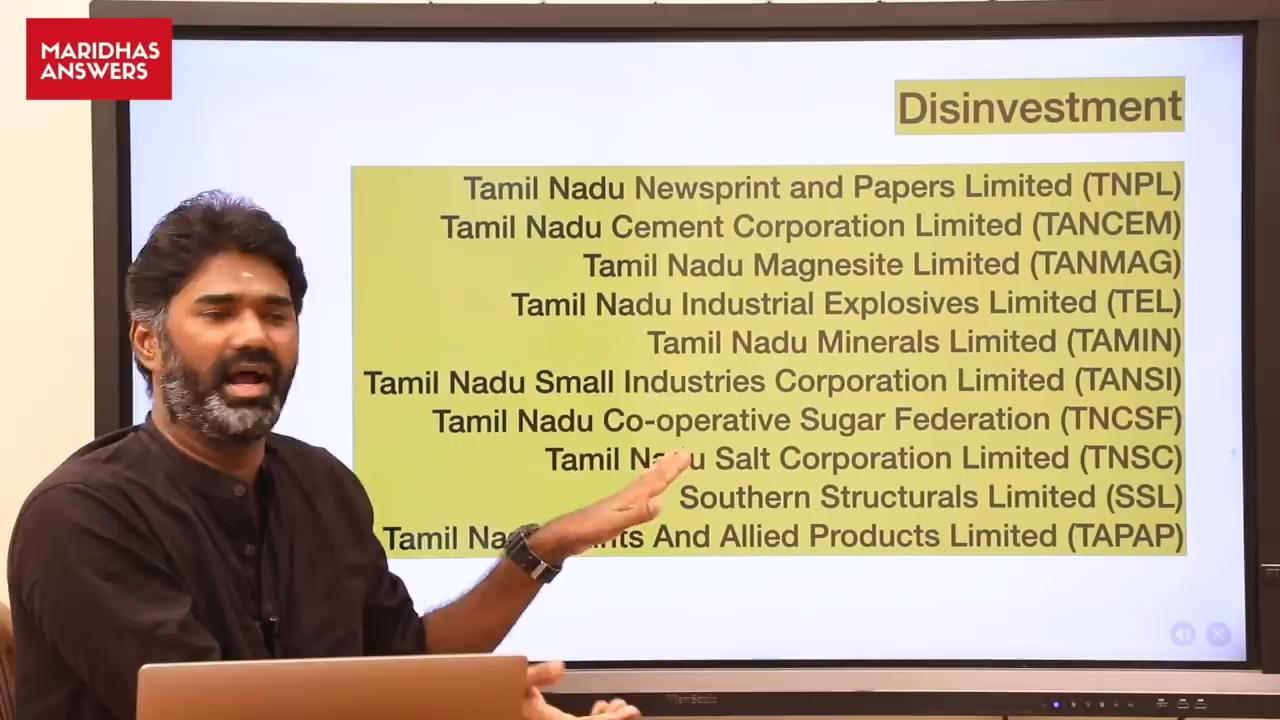 MARIDHAS
ANSWERS
Disinvestment
Tamil Nadu Newsprint and Papers Limited (TNPL)
Tamil Nadu Cement Corporation Limited (TANCEM)
Tamil Nadu Magnesite Limited (TANMAG)
Tamil Nadu Industrial Explosives Limited (TEL)
Tamil Nadu Minerals Limited (TAMIN)
Tamil Nadu Small Industries Corporation Limited (TANSI)
Tamil Nadu Co-operative Sugar Federation (TNCSF)
Tamil Nadu Salt Corporation Limited (TNSC)
Southern Structurals Limited (SSL)
Tamil And Allied Products Limited (TAPAP)
ViewSonic